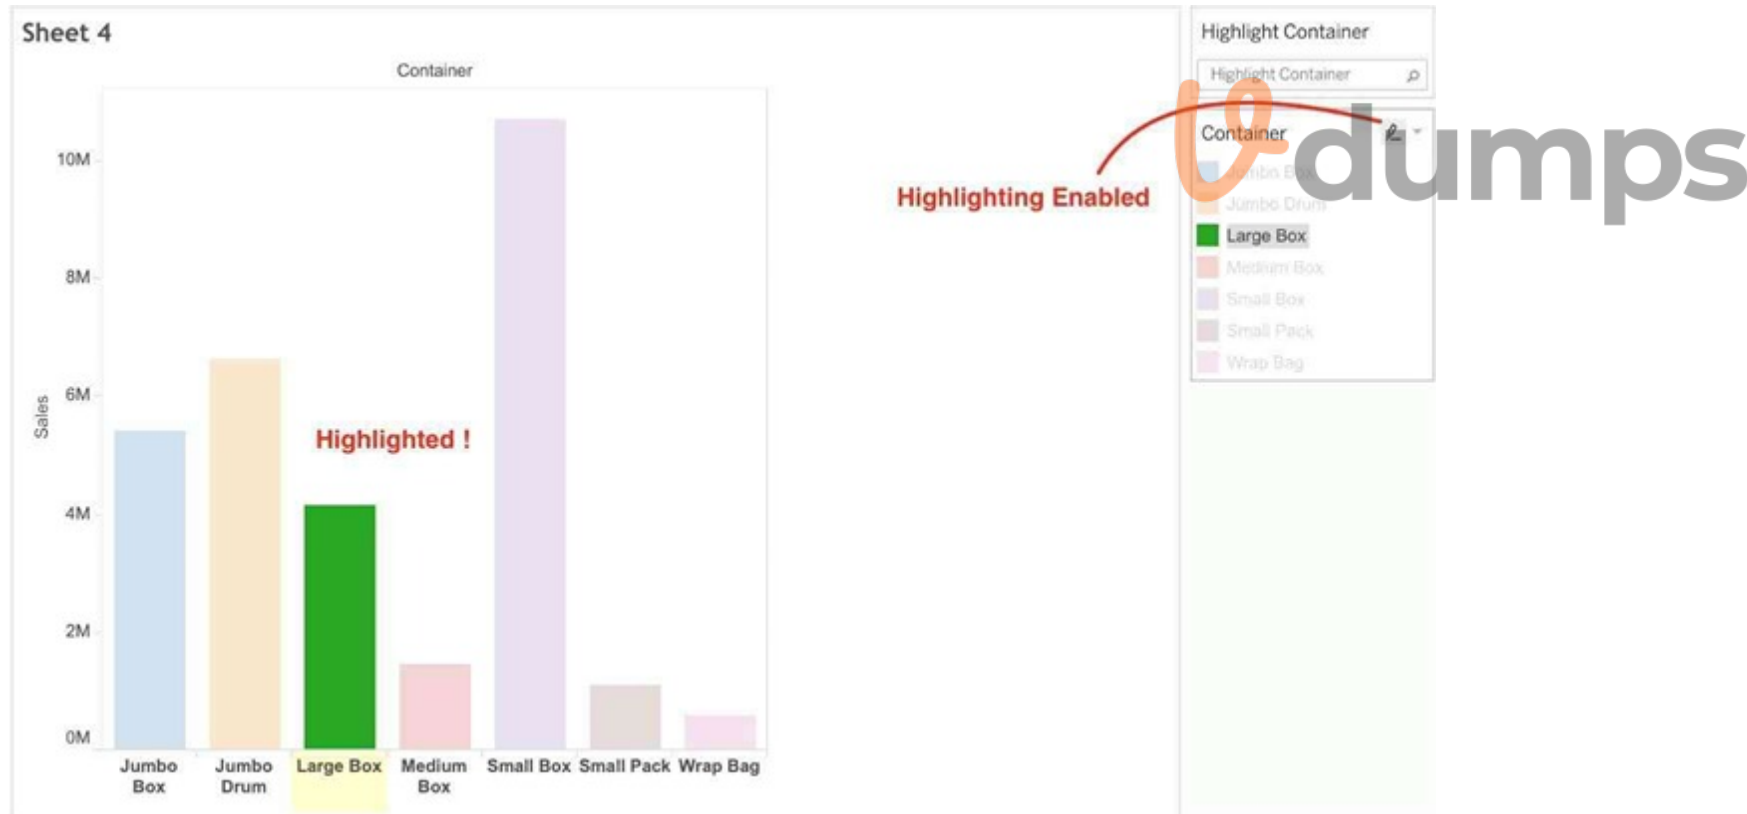 Sheet 4
Container
10M
8M
6M
4M
2M
0M
Sales
Highlighted !
Jumbo Box
Jumbo Drum
Large Box
Medium Box
Small Box
Small Pack
Wrap Bag
Highlighting Enabled
Highlight Container
Highlight Container
Container
Jumbo Box
Jumbo Drum
Large Box
Medium Box
Small Box
Small Pack
Wrap Bag
dumps